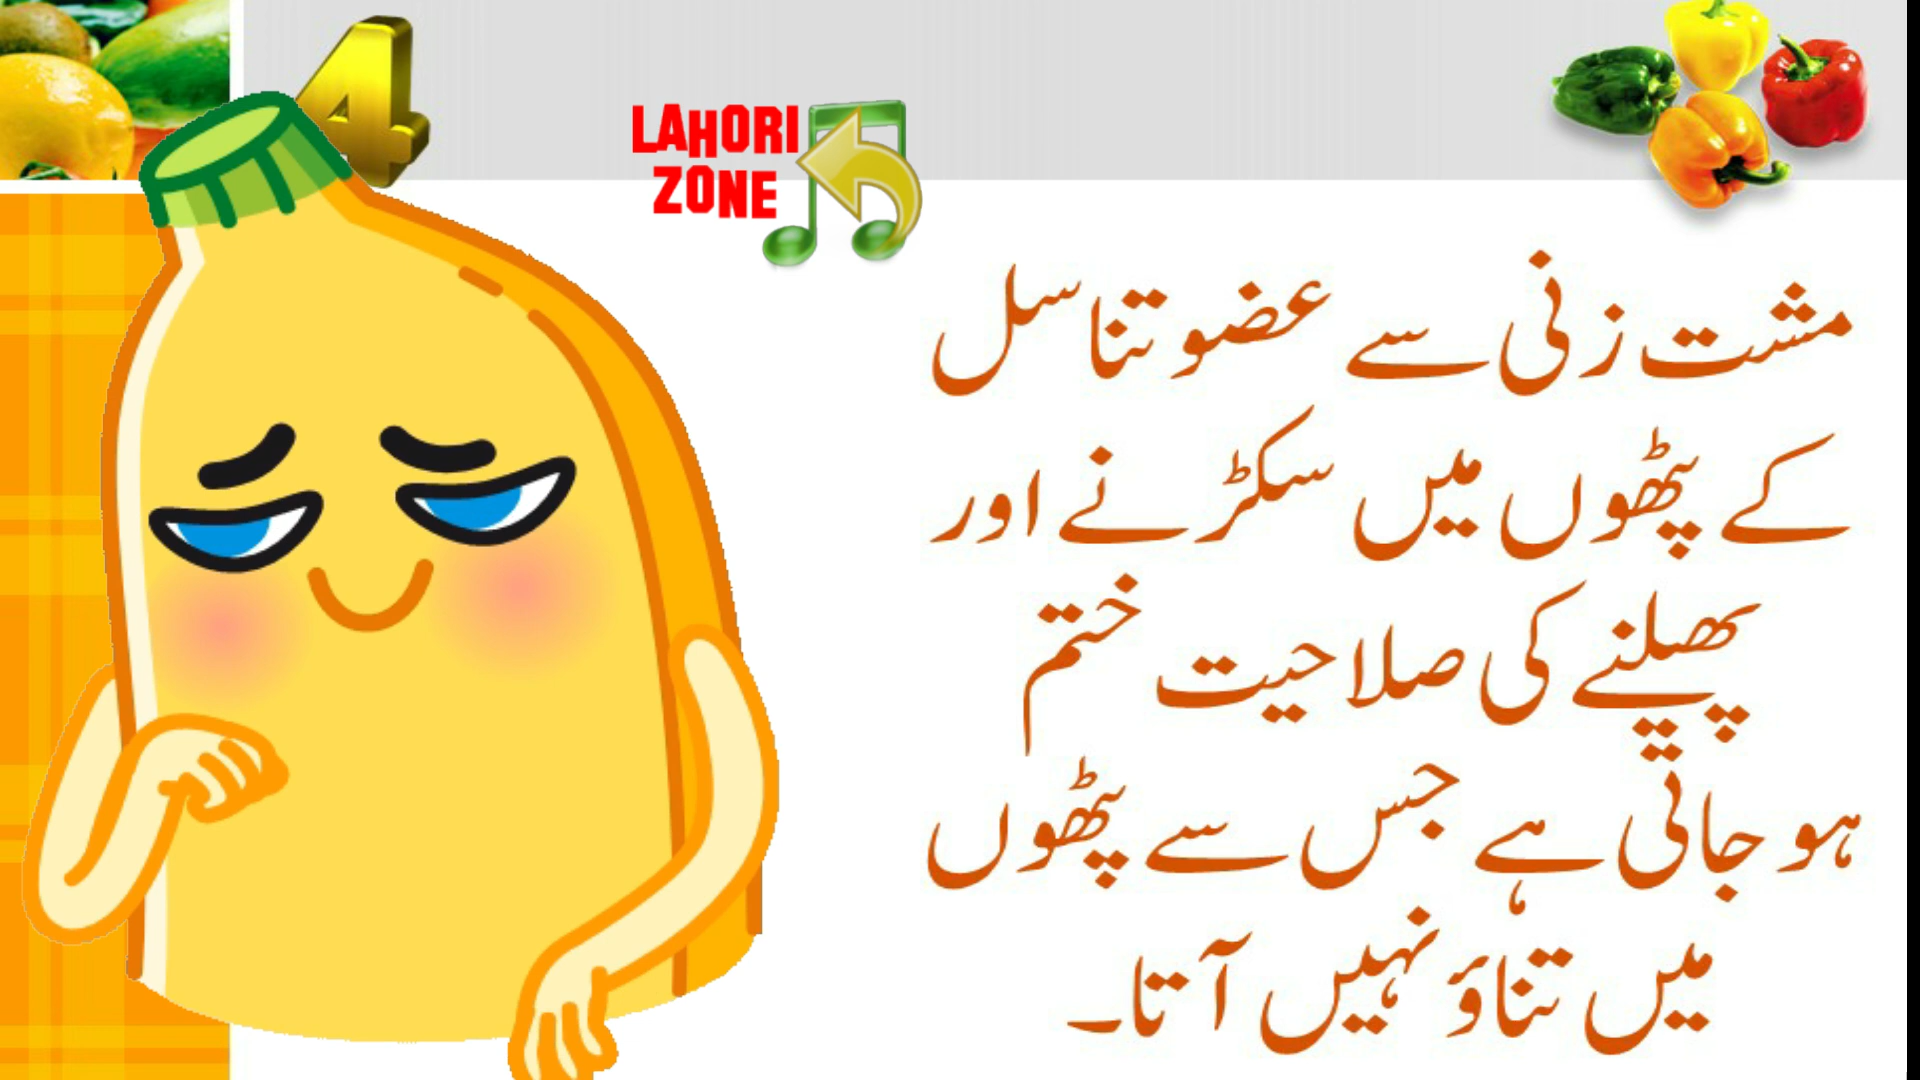 4
LAHORI
ZONE
مشت زنی سے عضو تناسل
کے پٹھوں میں سکڑنے اور
پھیلنے کی صلاحیت ختم
ہو جاتی ہے جس سے پٹھوں
میں تناؤ نہیں آتا۔